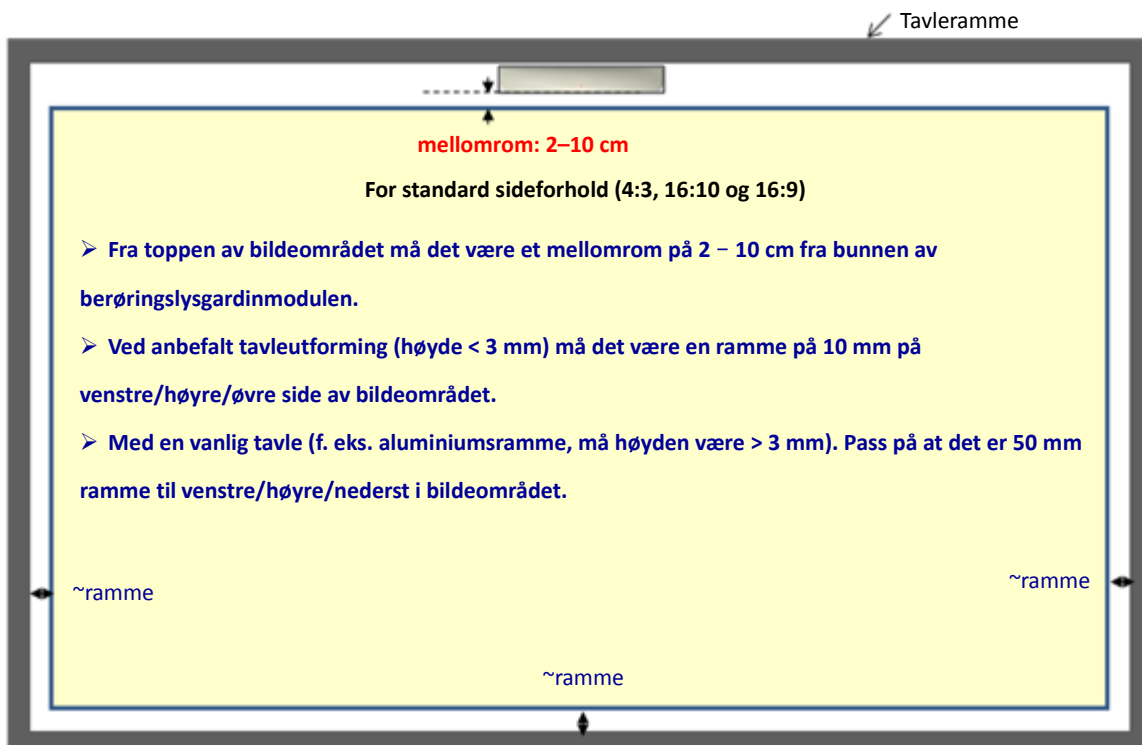 Tavleramme
mellomrom: 2–10 cm
For standard sideforhold (4:3, 16:10 og 16:9)
➢ Fra toppen av bildeområdet må det være et mellomrom på 2 – 10 cm fra bunnen av
berøringslysgardinmodulen.
➢ Ved anbefalt tavleutforming (høyde < 3 mm) må det være en ramme på 10 mm på
venstre/høyre/øvre side av bildeområdet.
➢ Med en vanlig tavle (f. eks. aluminiumsramme, må høyden være > 3 mm). Pass på at det er 50 mm
ramme til venstre/høyre/nederst i bildeområdet.
~ramme
~ramme
~ramme